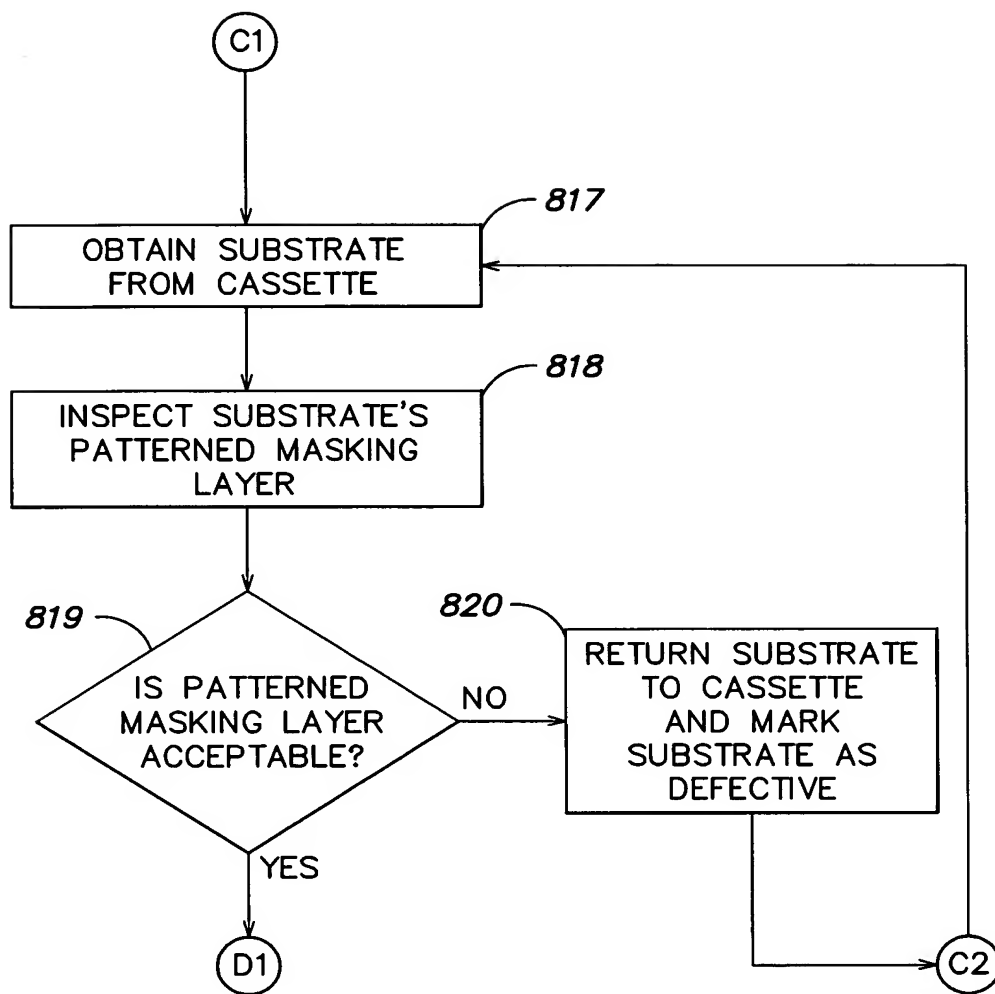 C1
817
OBTAIN SUBSTRATE
FROM CASSETTE
818
INSPECT SUBSTRATE'S
PATTERNED MASKING
LAYER
819
IS PATTERNED
MASKING LAYER
ACCEPTABLE?
NO
820
RETURN SUBSTRATE
TO CASSETTE
AND MARK
SUBSTRATE AS
DEFECTIVE
YES
D1
C2